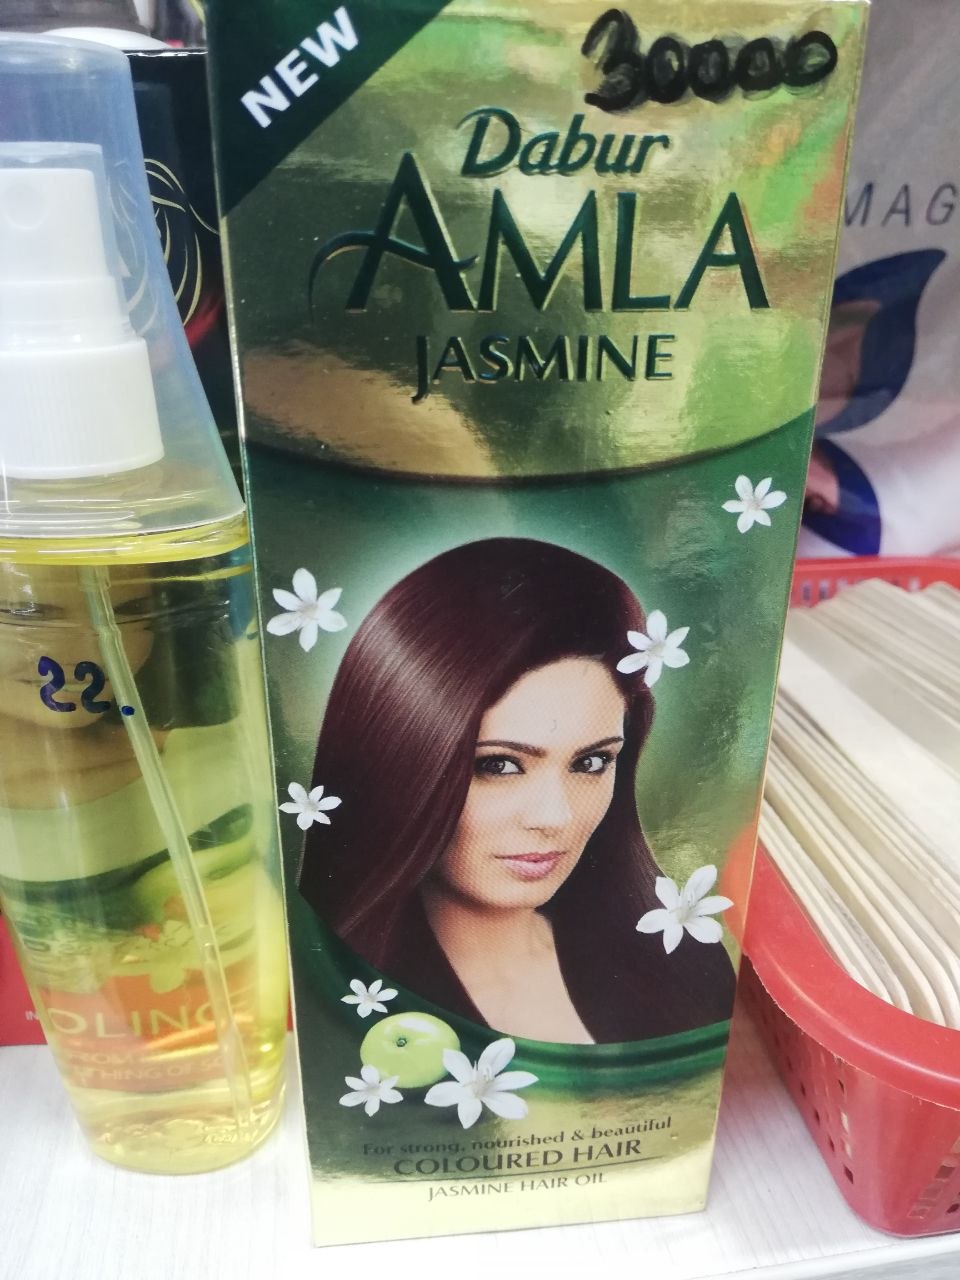 NEW
30000
Dabur
AMLA
JASMINE
MAG
22.
For strong, nourished & beautiful
COLOURED HAIR
JASMINE HAIR OIL